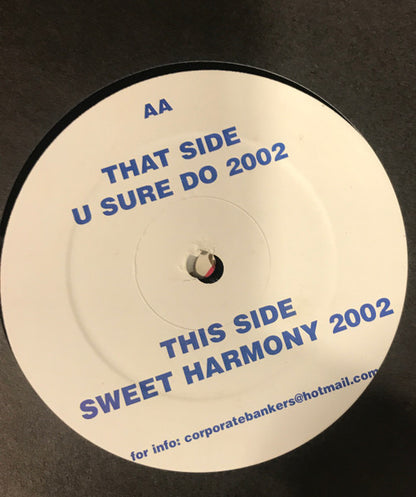 AA
THAT SIDE
U SURE DO 2002
THIS SIDE
SWEET HARMONY 2002
for info: corporatebankers@hotmail.com